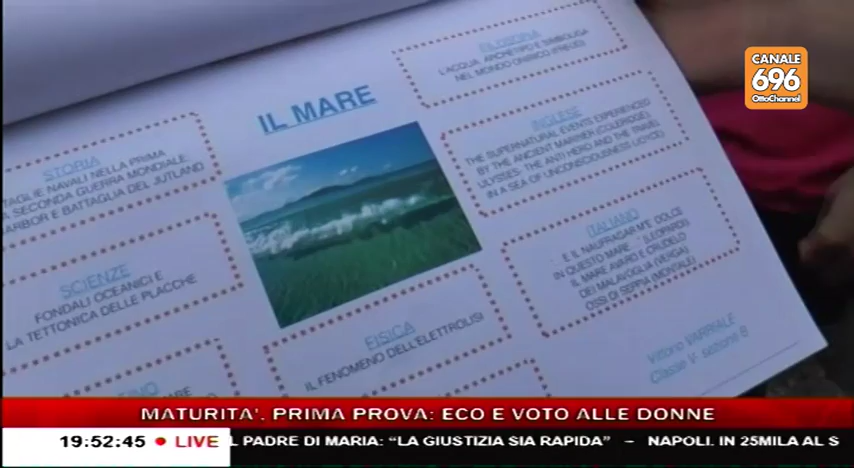 FILOSOFIA
L'ACQUA: ARCHETIPO E SIMBOLOGIA
NEL MONDO ONIRICO (FREUD)
CANALE
696
OttoChannel
IL MARE
INGLESE
THE SUPERNATURAL EVENTS EXPERIENCED
BY THE ANCIENT MARINER (COLERIDGE).
ULYSSES: THE ANTI HERO AND THE TRAVEL
IN A SEA OF UNCONSCIOUSNESS (JOYCE)
STORIA
TAGLIE NAVALI NELLA PRIMA
A SECONDA GUERRA MONDIALE:
ARBOR E BATTAGLIA DEL JUTLAND
ITALIANO
E IL NAUFRAGAR M'E' DOLCE
IN QUESTO MARE... (LEOPARDI)
IL MARE AVARO E CRUDELO
DEI MALAVOGLIA (VERGA)
OSSI DI SEPPIA (MONTALE)
SCIENZE
FONDALI OCEANICI E
LA TETTONICA DELLE PLACCHE
FISICA
IL FENOMENO DELL'ELETTROLISI
Vittorio VARRIALE
Classe V sezione B
MATURITA'. PRIMA PROVA: ECO E VOTO ALLE DONNE
19:52:45 LIVE L PADRE DI MARIA: “LA GIUSTIZIA SIA RAPIDA” – NAPOLI. IN 25MILA AL S